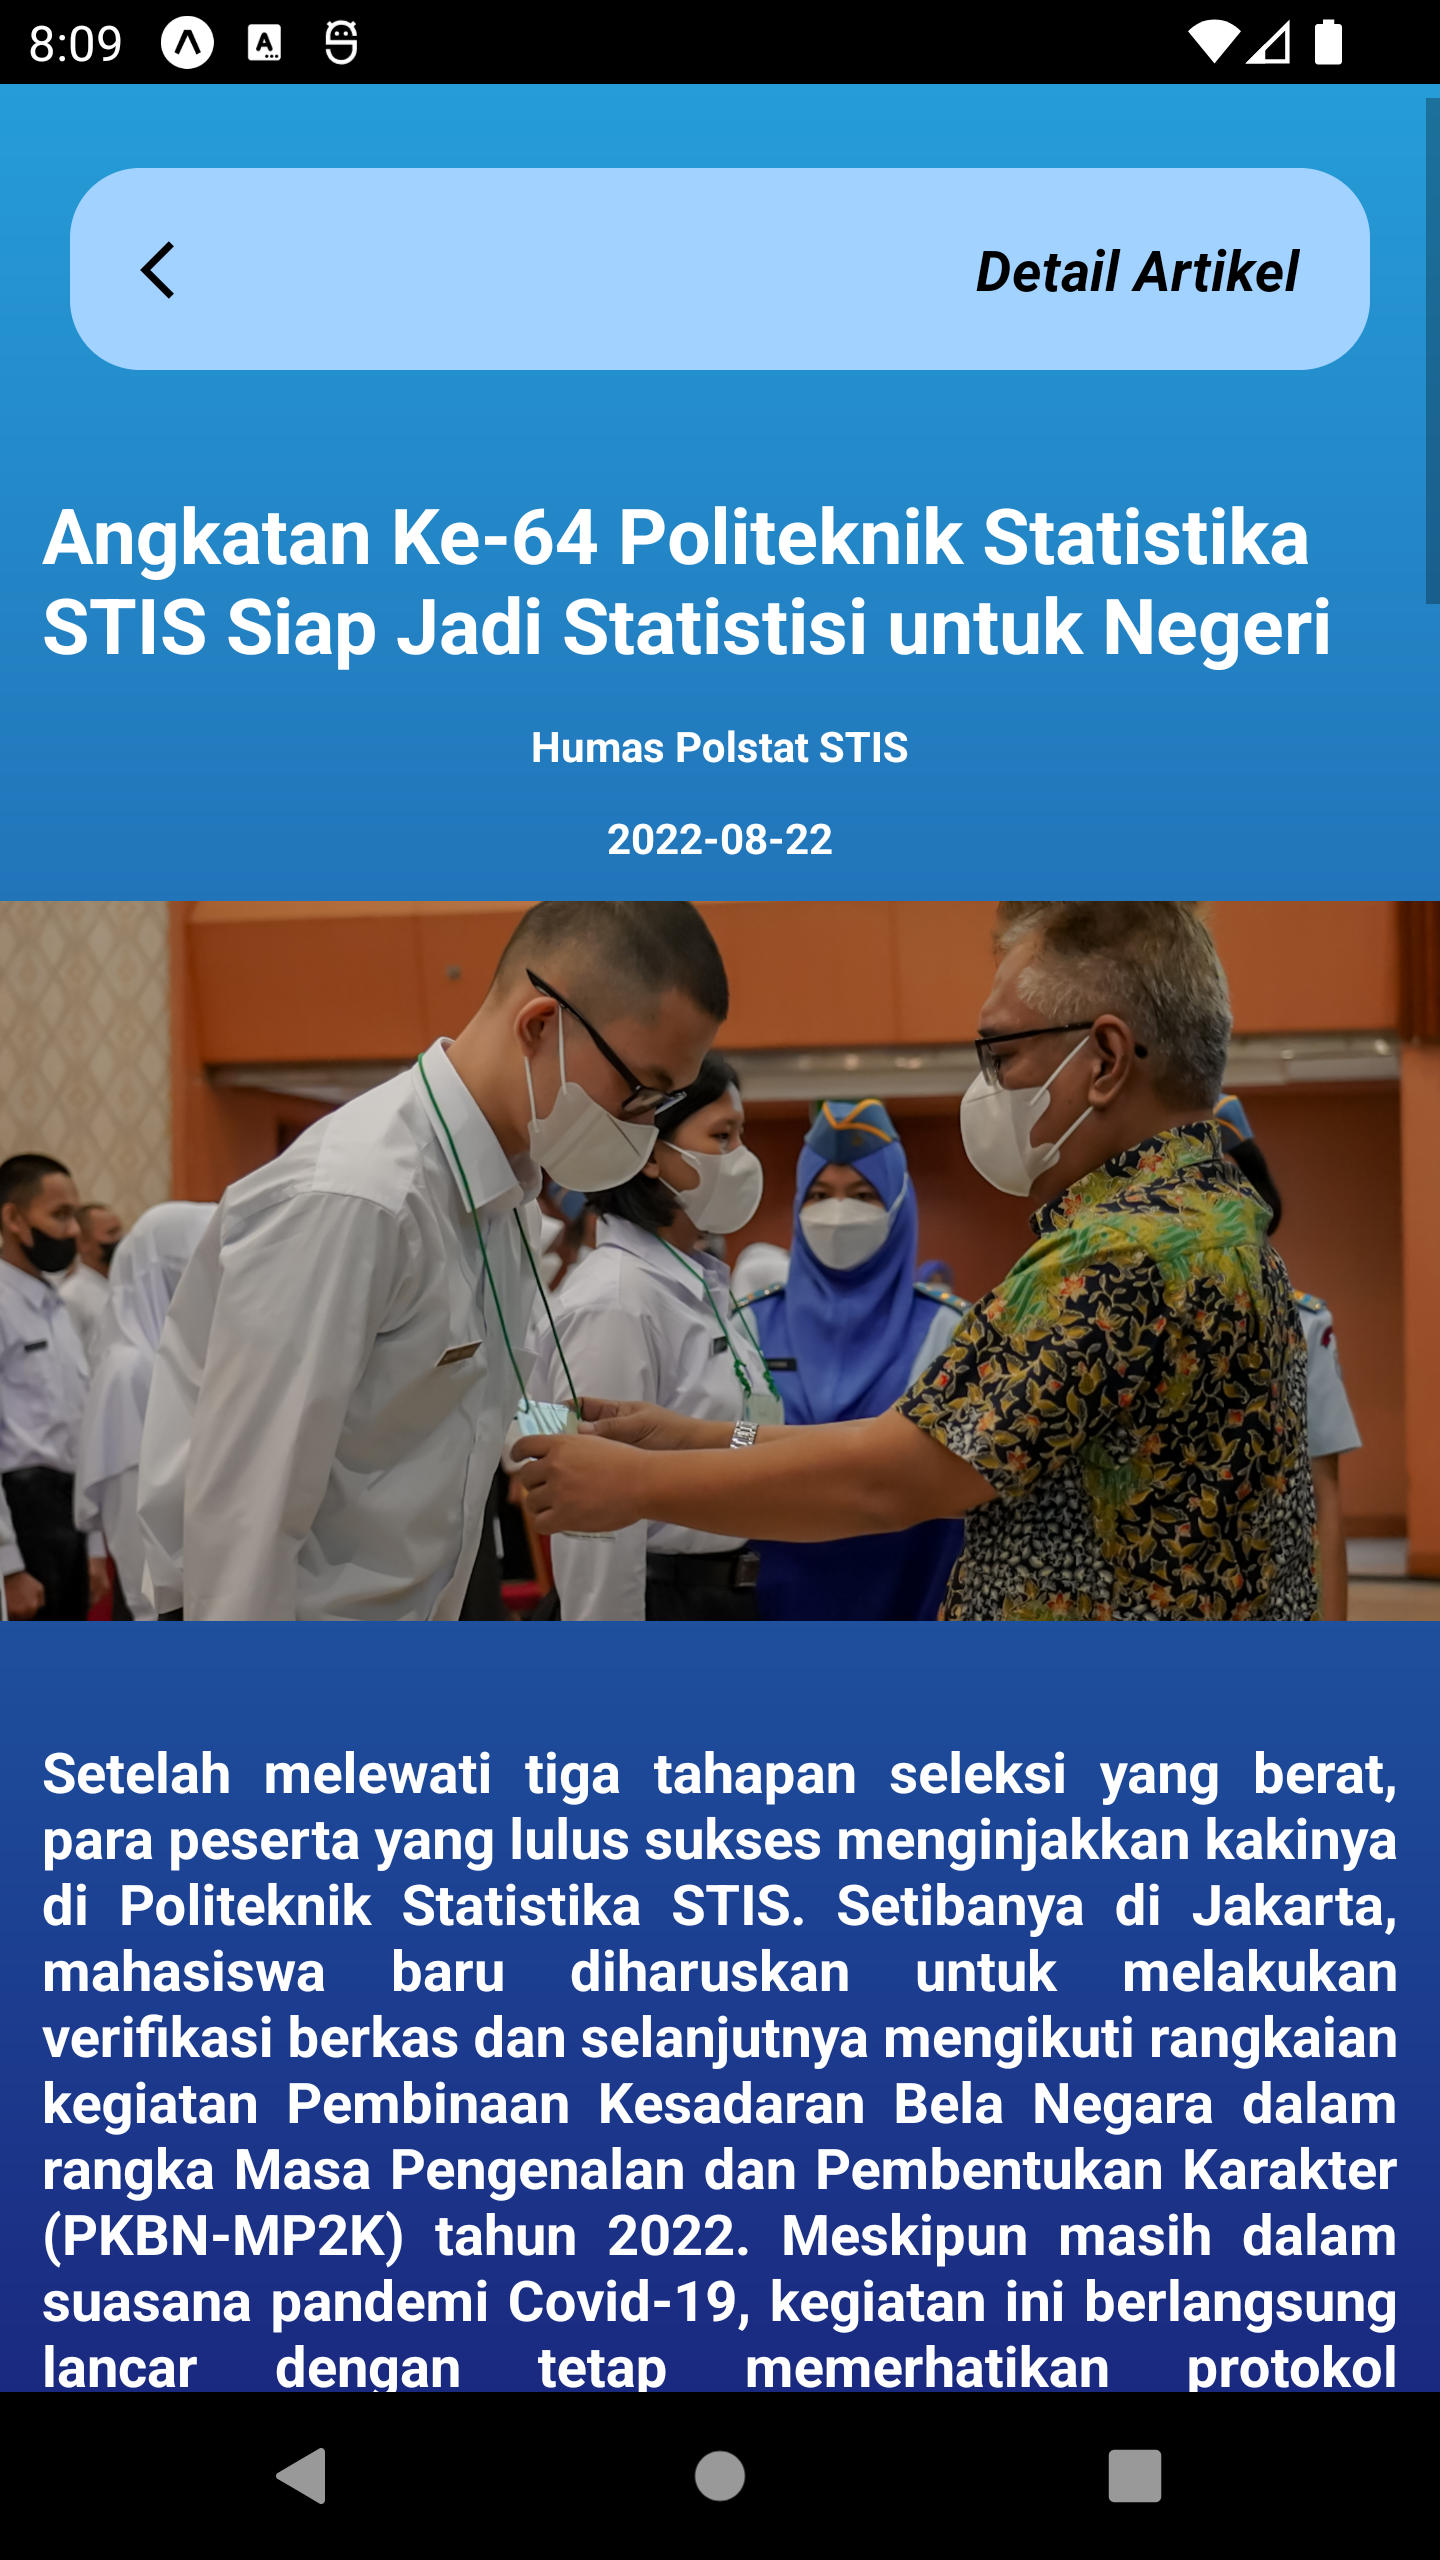 8:09
Detail Artikel
Angkatan Ke-64 Politeknik Statistika
STIS Siap Jadi Statistisi untuk Negeri
Humas Polstat STIS
2022-08-22
Setelah melewati tiga tahapan seleksi yang berat,
para peserta yang lulus sukses menginjakkan kakinya
di Politeknik Statistika STIS. Setibanya di Jakarta,
mahasiswa baru diharuskan untuk melakukan
verifikasi berkas dan selanjutnya mengikuti rangkaian
kegiatan Pembinaan Kesadaran Bela Negara dalam
rangka Masa Pengenalan dan Pembentukan Karakter
(PKBN-MP2K) tahun 2022. Meskipun masih dalam
suasana pandemi Covid-19, kegiatan ini berlangsung
lancar dengan tetap memerhatikan protokol